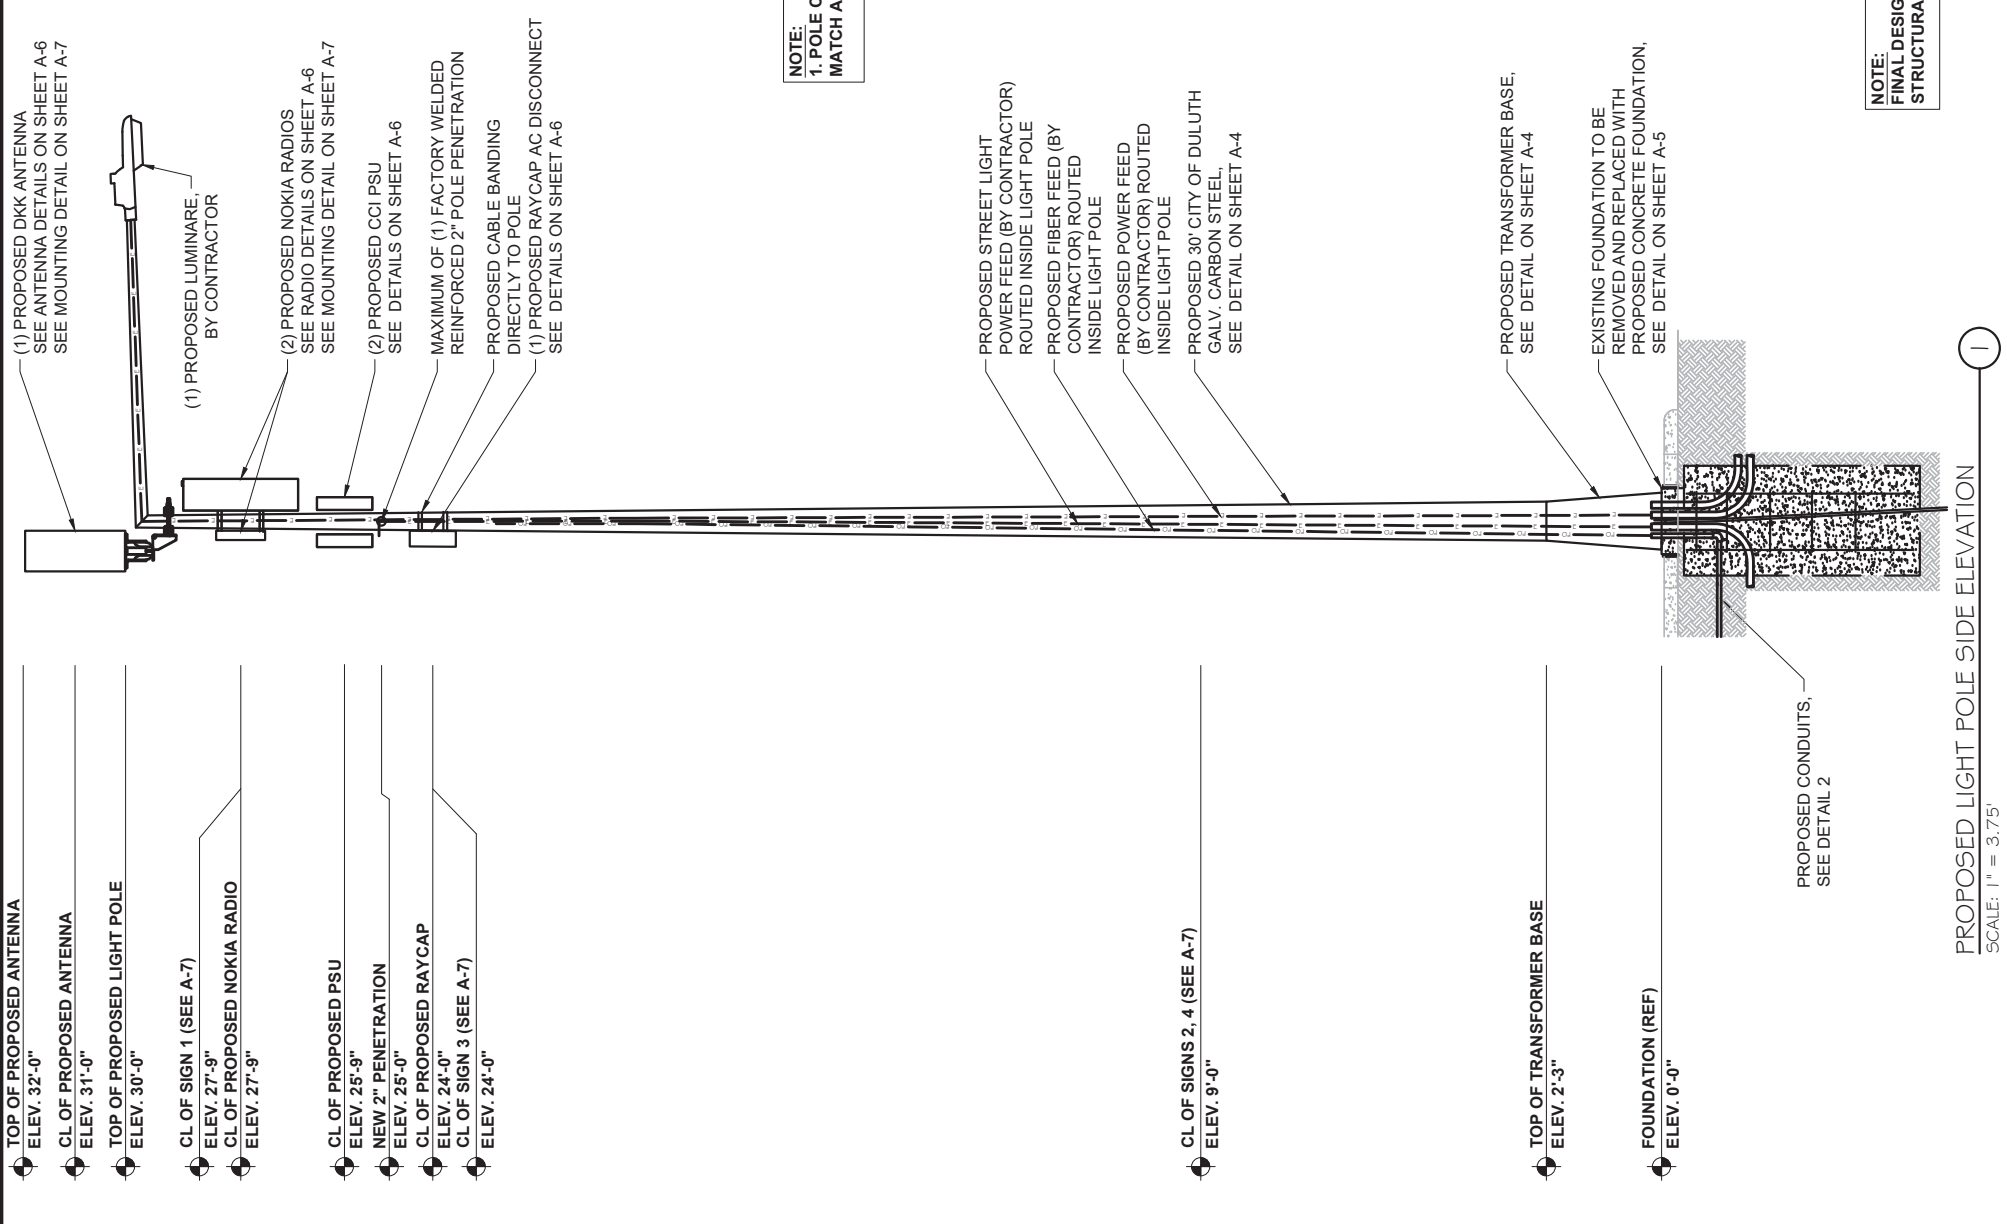 (1) PROPOSED DKK ANTENNA
SEE ANTENNA DETAILS ON SHEET A-6
SEE MOUNTING DETAIL ON SHEET A-7
(1) PROPOSED LUMINARE,
BY CONTRACTOR
(2) PROPOSED NOKIA RADIOS
SEE RADIO DETAILS ON SHEET A-6
SEE MOUNTING DETAIL ON SHEET A-7
(2) PROPOSED CCI PSU
SEE DETAILS ON SHEET A-6
MAXIMUM OF (1) FACTORY WELDED
REINFORCED 2" POLE PENETRATION
PROPOSED CABLE BANDING
DIRECTLY TO POLE
(1) PROPOSED RAYCAP AC DISCONNECT
SEE DETAILS ON SHEET A-6
NOTE:
1. POLE
MATCH
PROPOSED STREET LIGHT
POWER FEED (BY CONTRACTOR)
ROUTED INSIDE LIGHT POLE
PROPOSED FIBER FEED (BY
CONTRACTOR) ROUTED
INSIDE LIGHT POLE
PROPOSED POWER FEED
(BY CONTRACTOR) ROUTED
INSIDE LIGHT POLE
PROPOSED 30' CITY OF DULUTH
GALV. CARBON STEEL,
SEE DETAIL ON SHEET A-4
PROPOSED TRANSFORMER BASE,
SEE DETAIL ON SHEET A-4
EXISTING FOUNDATION TO BE
REMOVED AND REPLACED WITH
PROPOSED CONCRETE FOUNDATION,
SEE DETAIL ON SHEET A-5
NOTE:
FINAL DESIG
STRUCTURA
TOP OF PROPOSED ANTENNA
ELEV. 32'-0"
CL OF PROPOSED ANTENNA
ELEV. 31'-0"
TOP OF PROPOSED LIGHT POLE
ELEV. 30'-0"
CL OF SIGN 1 (SEE A-7)
ELEV. 27'-9"
CL OF PROPOSED NOKIA RADIO
ELEV. 27'-9"
CL OF PROPOSED PSU
ELEV. 25'-9"
NEW 2" PENETRATION
ELEV. 25'-0"
CL OF PROPOSED RAYCAP
ELEV. 24'-0"
CL OF SIGN 3 (SEE A-7)
ELEV. 24'-0"
CL OF SIGNS 2, 4 (SEE A-7)
ELEV. 9'-0"
TOP OF TRANSFORMER BASE
ELEV. 2'-3"
FOUNDATION (REF)
ELEV. 0'-0"
PROPOSED CONDUITS,
SEE DETAIL 2
PROPOSED LIGHT POLE SIDE ELEVATION
SCALE: 1" = 3.75'
1